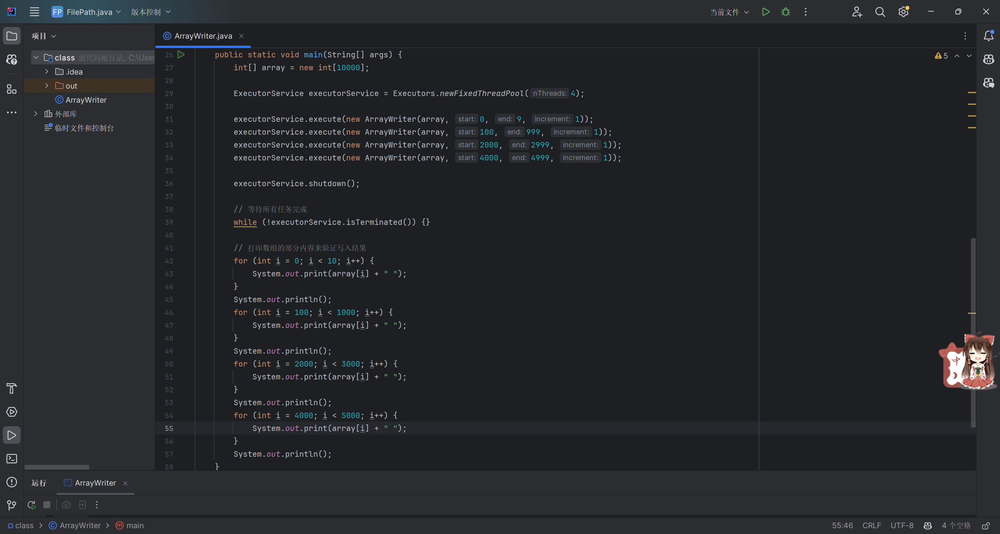 FP FilePath.java 版本控制 当前文件
项目
ArrayWriter.java
class 源代码根目录, C:\User
.idea
out
ArrayWriter
外部库
临时文件和控制台
5
26 public static void main(String[] args) {
27 int[] array = new int[10000];
28
29 ExecutorService executorService = Executors.newFixedThreadPool( nThreads: 4);
30
31 executorService.execute(new ArrayWriter(array, start: 0, end: 9, increment: 1));
32 executorService.execute(new ArrayWriter(array, start: 100, end: 999, increment: 1));
33 executorService.execute(new ArrayWriter(array, start: 2000, end: 2999, increment: 1));
34 executorService.execute(new ArrayWriter(array, start: 4000, end: 4999, increment: 1));
35
36 executorService.shutdown();
37
38 // 等待所有任务完成
39 while (!executorService.isTerminated()) {}
40
41 // 打印数组的部分内容来验证写入结果
42 for (int i = 0; i < 10; i++) {
43 System.out.print(array[i] + " ");
44 }
45 System.out.println();
46 for (int i = 100; i < 1000; i++) {
47 System.out.print(array[i] + " ");
48 }
49 System.out.println();
50 for (int i = 2000; i < 3000; i++) {
51 System.out.print(array[i] + " ");
52 }
53 System.out.println();
54 for (int i = 4000; i < 5000; i++) {
55 System.out.print(array[i] + " ");
56 }
57 System.out.println();
58 }
中
运行 ArrayWriter
class ArrayWriter main 55:46 CRLF UTF-8 4 个空格